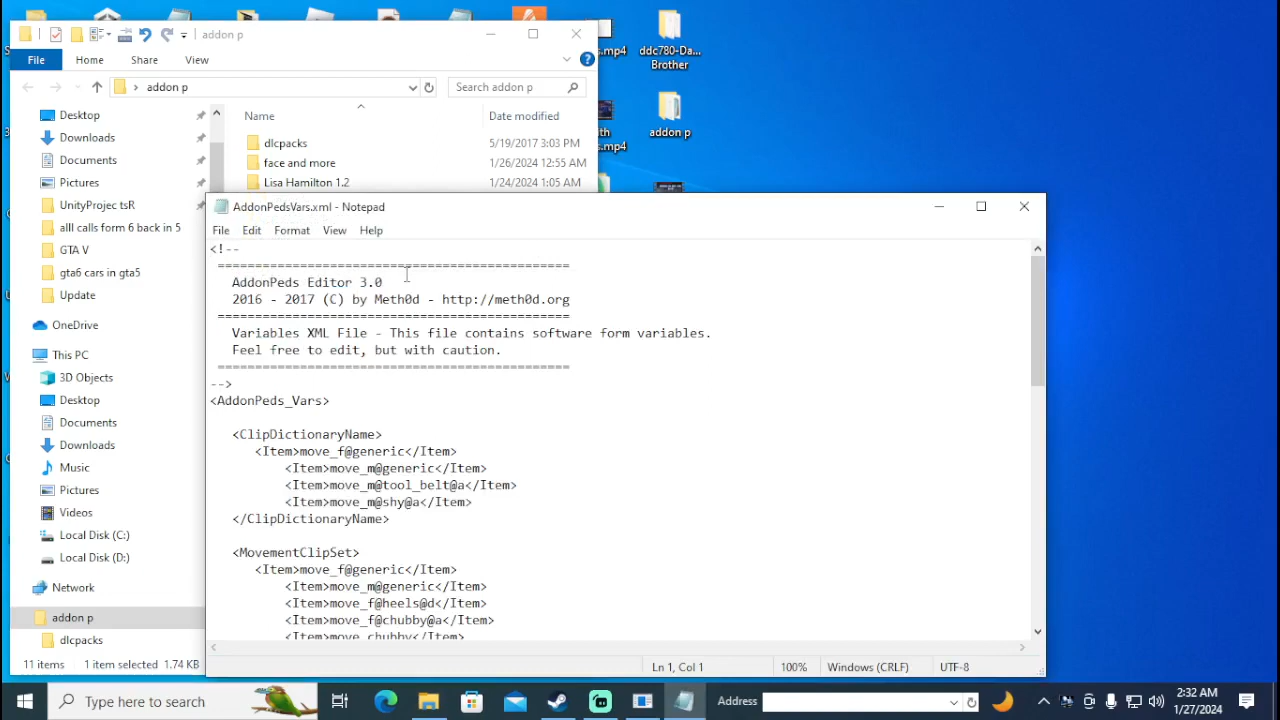 addon p
File
Home
Share
View
addon p
Search addon p
Name
Date modified
Desktop
Downloads
Documents
Pictures
UnityProjec tsR
alll calls form 6 back in 5
GTA V
gta6 cars in gta5
Update
OneDrive
This PC
3D Objects
Desktop
Documents
Downloads
Music
Pictures
Videos
Local Disk (C:)
Local Disk (D:)
Network
addon p
dlcpacks
dlcpacks 5/19/2017 3:03 PM
face and more 1/26/2024 12:55 AM
Lisa Hamilton 1.2 1/24/2024 1:05 AM
11 items 1 item selected 1.74 KB
s.mp4
ith
s.mp4
ddc780-Da...
Brother
addon p
AddonPedsVars.xml - Notepad
File Edit Format View Help
<!--
==============================================
AddonPeds Editor 3.0
2016 - 2017 (C) by Meth0d - http://meth0d.org
==============================================
Variables XML File - This file contains software form variables.
Feel free to edit, but with caution.
==============================================
-->
<AddonPeds_Vars>
<ClipDictionaryName>
<Item>move_f@generic</Item>
<Item>move_m@generic</Item>
<Item>move_m@tool_belt@a</Item>
<Item>move_m@shy@a</Item>
</ClipDictionaryName>
<MovementClipSet>
<Item>move_f@generic</Item>
<Item>move_m@generic</Item>
<Item>move_f@heels@d</Item>
<Item>move_f@chubby@a</Item>
<Item>move_chubby</Item>
Ln 1, Col 1
100%
Windows (CRLF)
UTF-8
Type here to search
Address
2:32 AM
1/27/2024